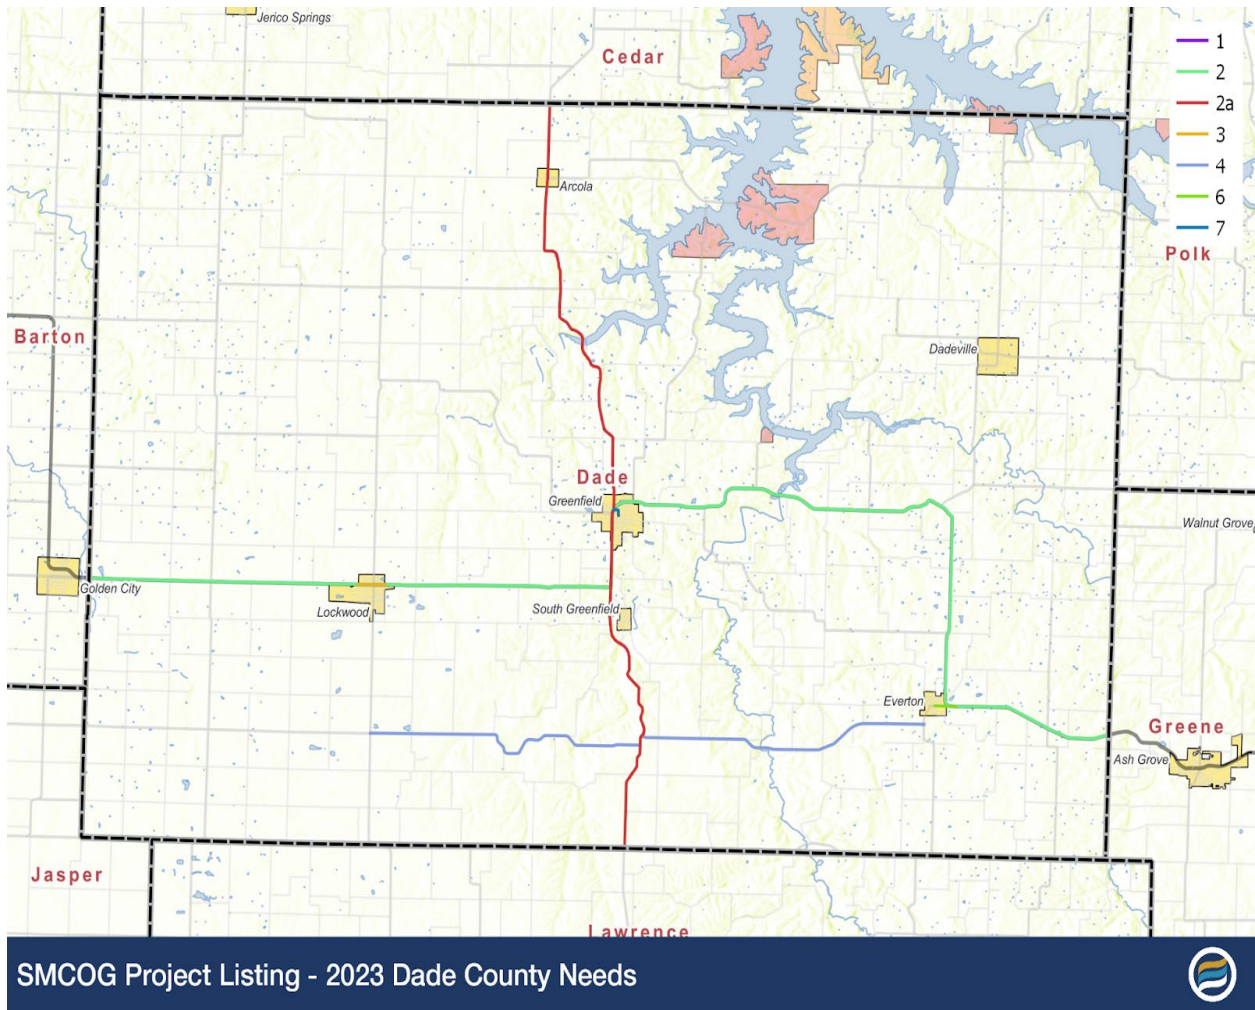 Jerico Springs
Cedar
1
2
2a
3
4
6
7
Arcola
Polk
Barton
Dadeville
Dade
Greenfield
Walnut Grove
Golden City
Lockwood
South Greenfield
Everton
Greene
Ash Grove
Jasper
Lawrence
SMCOG Project Listing - 2023 Dade County Needs